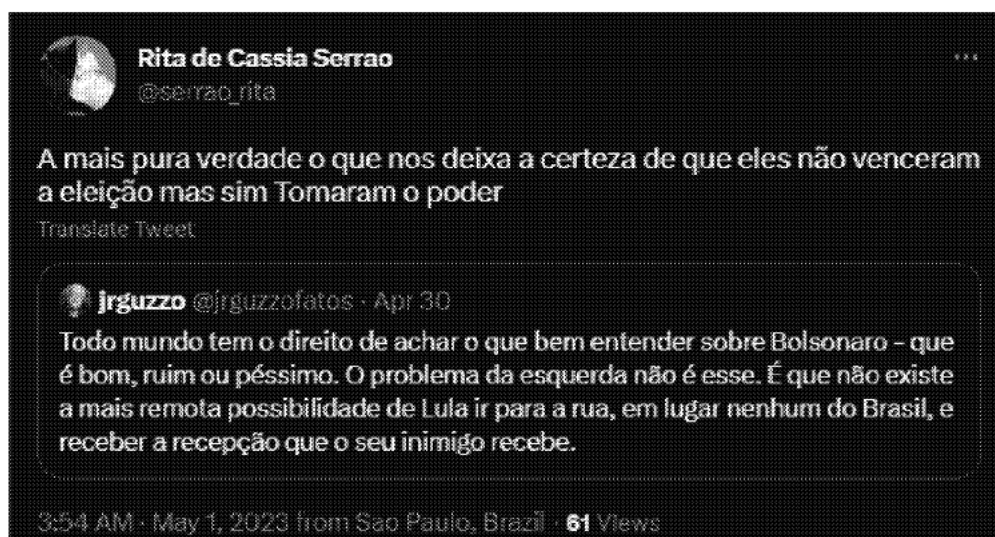 Rita de Cassia Serrao
@serrao_rita
A mais pura verdade o que nos deixa a certeza de que eles não venceram
a eleição mas sim Tomaram o poder
Translate Tweet
jrguzzo @jrguzzofatos · Apr 30
Todo mundo tem o direito de achar o que bem entender sobre Bolsonaro - que
é bom, ruim ou péssimo. O problema da esquerda não é esse. É que não existe
a mais remota possibilidade de Lula ir para a rua, em lugar nenhum do Brasil, e
receber a recepção que o seu inimigo recebe.
3:54 AM · May 1, 2023 from Sao Paulo, Brazil · 61 Views